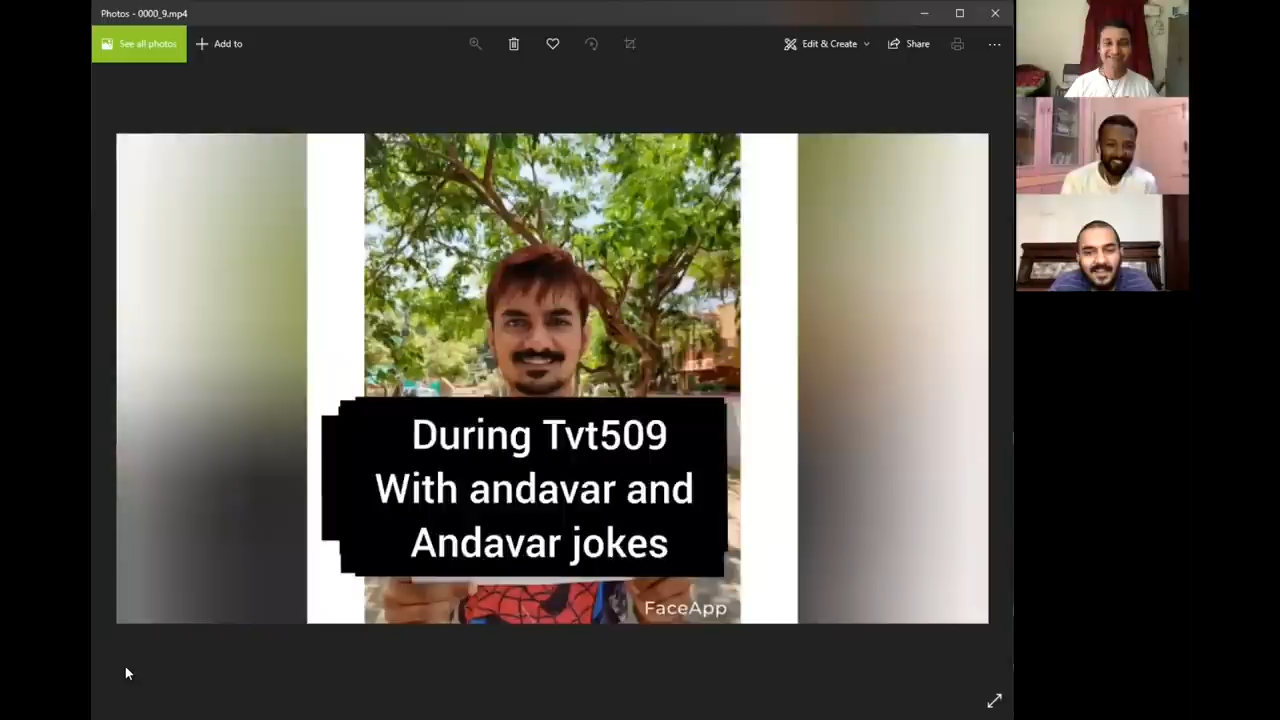 Photos - 0000_9.mp4
See all photos
Add to
Edit & Create
Share
During Tvt509
With andavar and
Andavar jokes
FaceApp